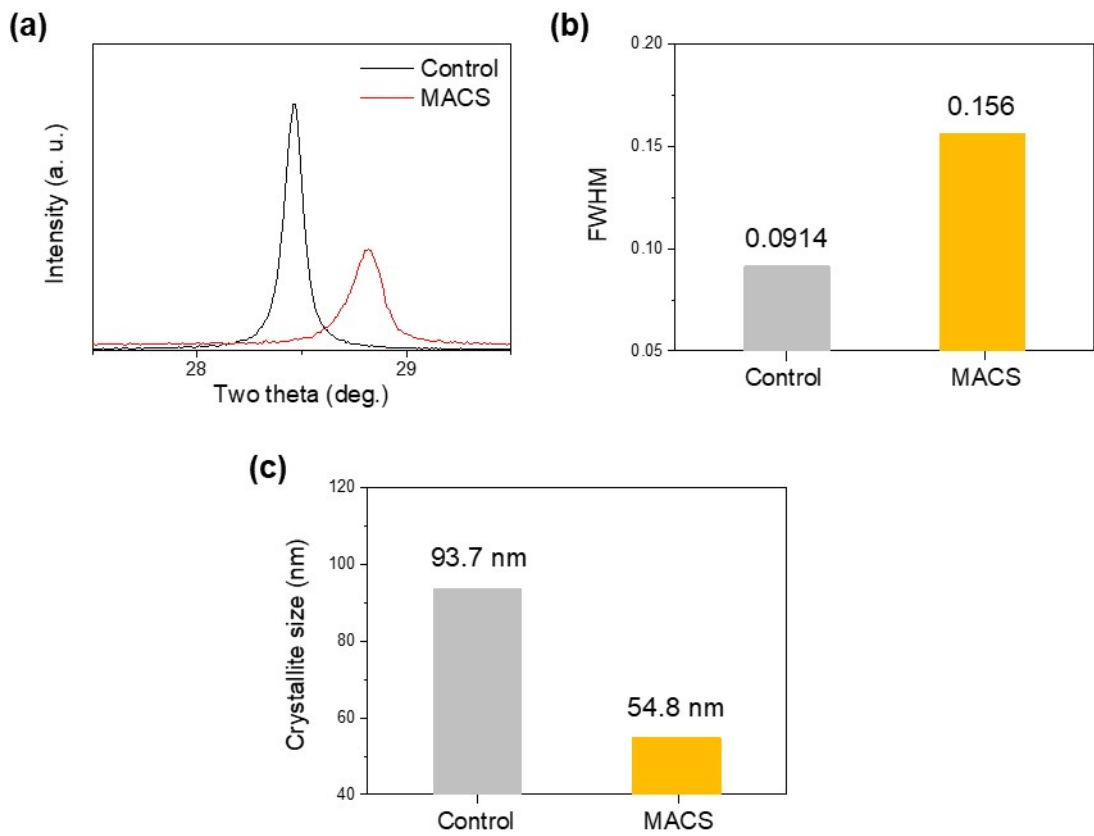 (a)
Control
MACS
Intensity (a. u.)
28
29
Two theta (deg.)
(b)
0.20
0.15
0.10
0.05
FWHM
0.0914
0.156
Control
MACS
(c)
120
100
80
60
40
Crystallite size (nm)
93.7 nm
54.8 nm
Control
MACS